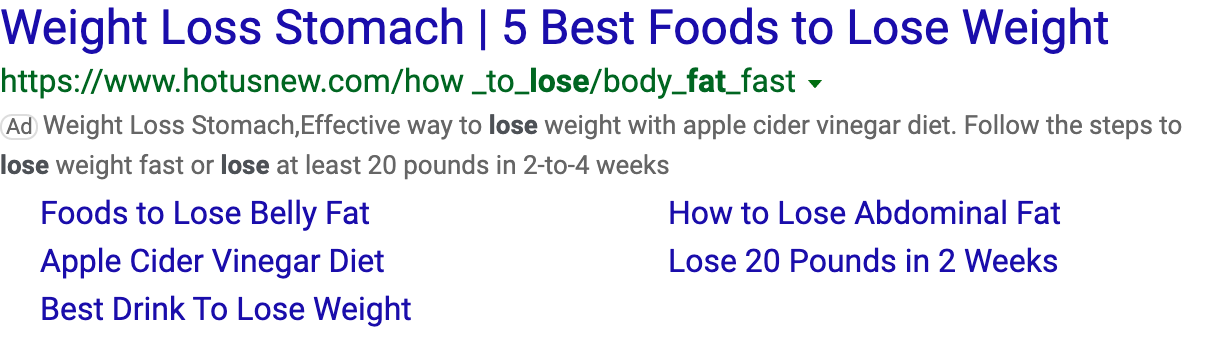 Weight Loss Stomach | 5 Best Foods to Lose Weight
https://www.hotusnew.com/how _to_lose/body_fat_fast
Ad Weight Loss Stomach,Effective way to lose weight with apple cider vinegar diet. Follow the steps to
lose weight fast or lose at least 20 pounds in 2-to-4 weeks
Foods to Lose Belly Fat
How to Lose Abdominal Fat
Apple Cider Vinegar Diet
Lose 20 Pounds in 2 Weeks
Best Drink To Lose Weight